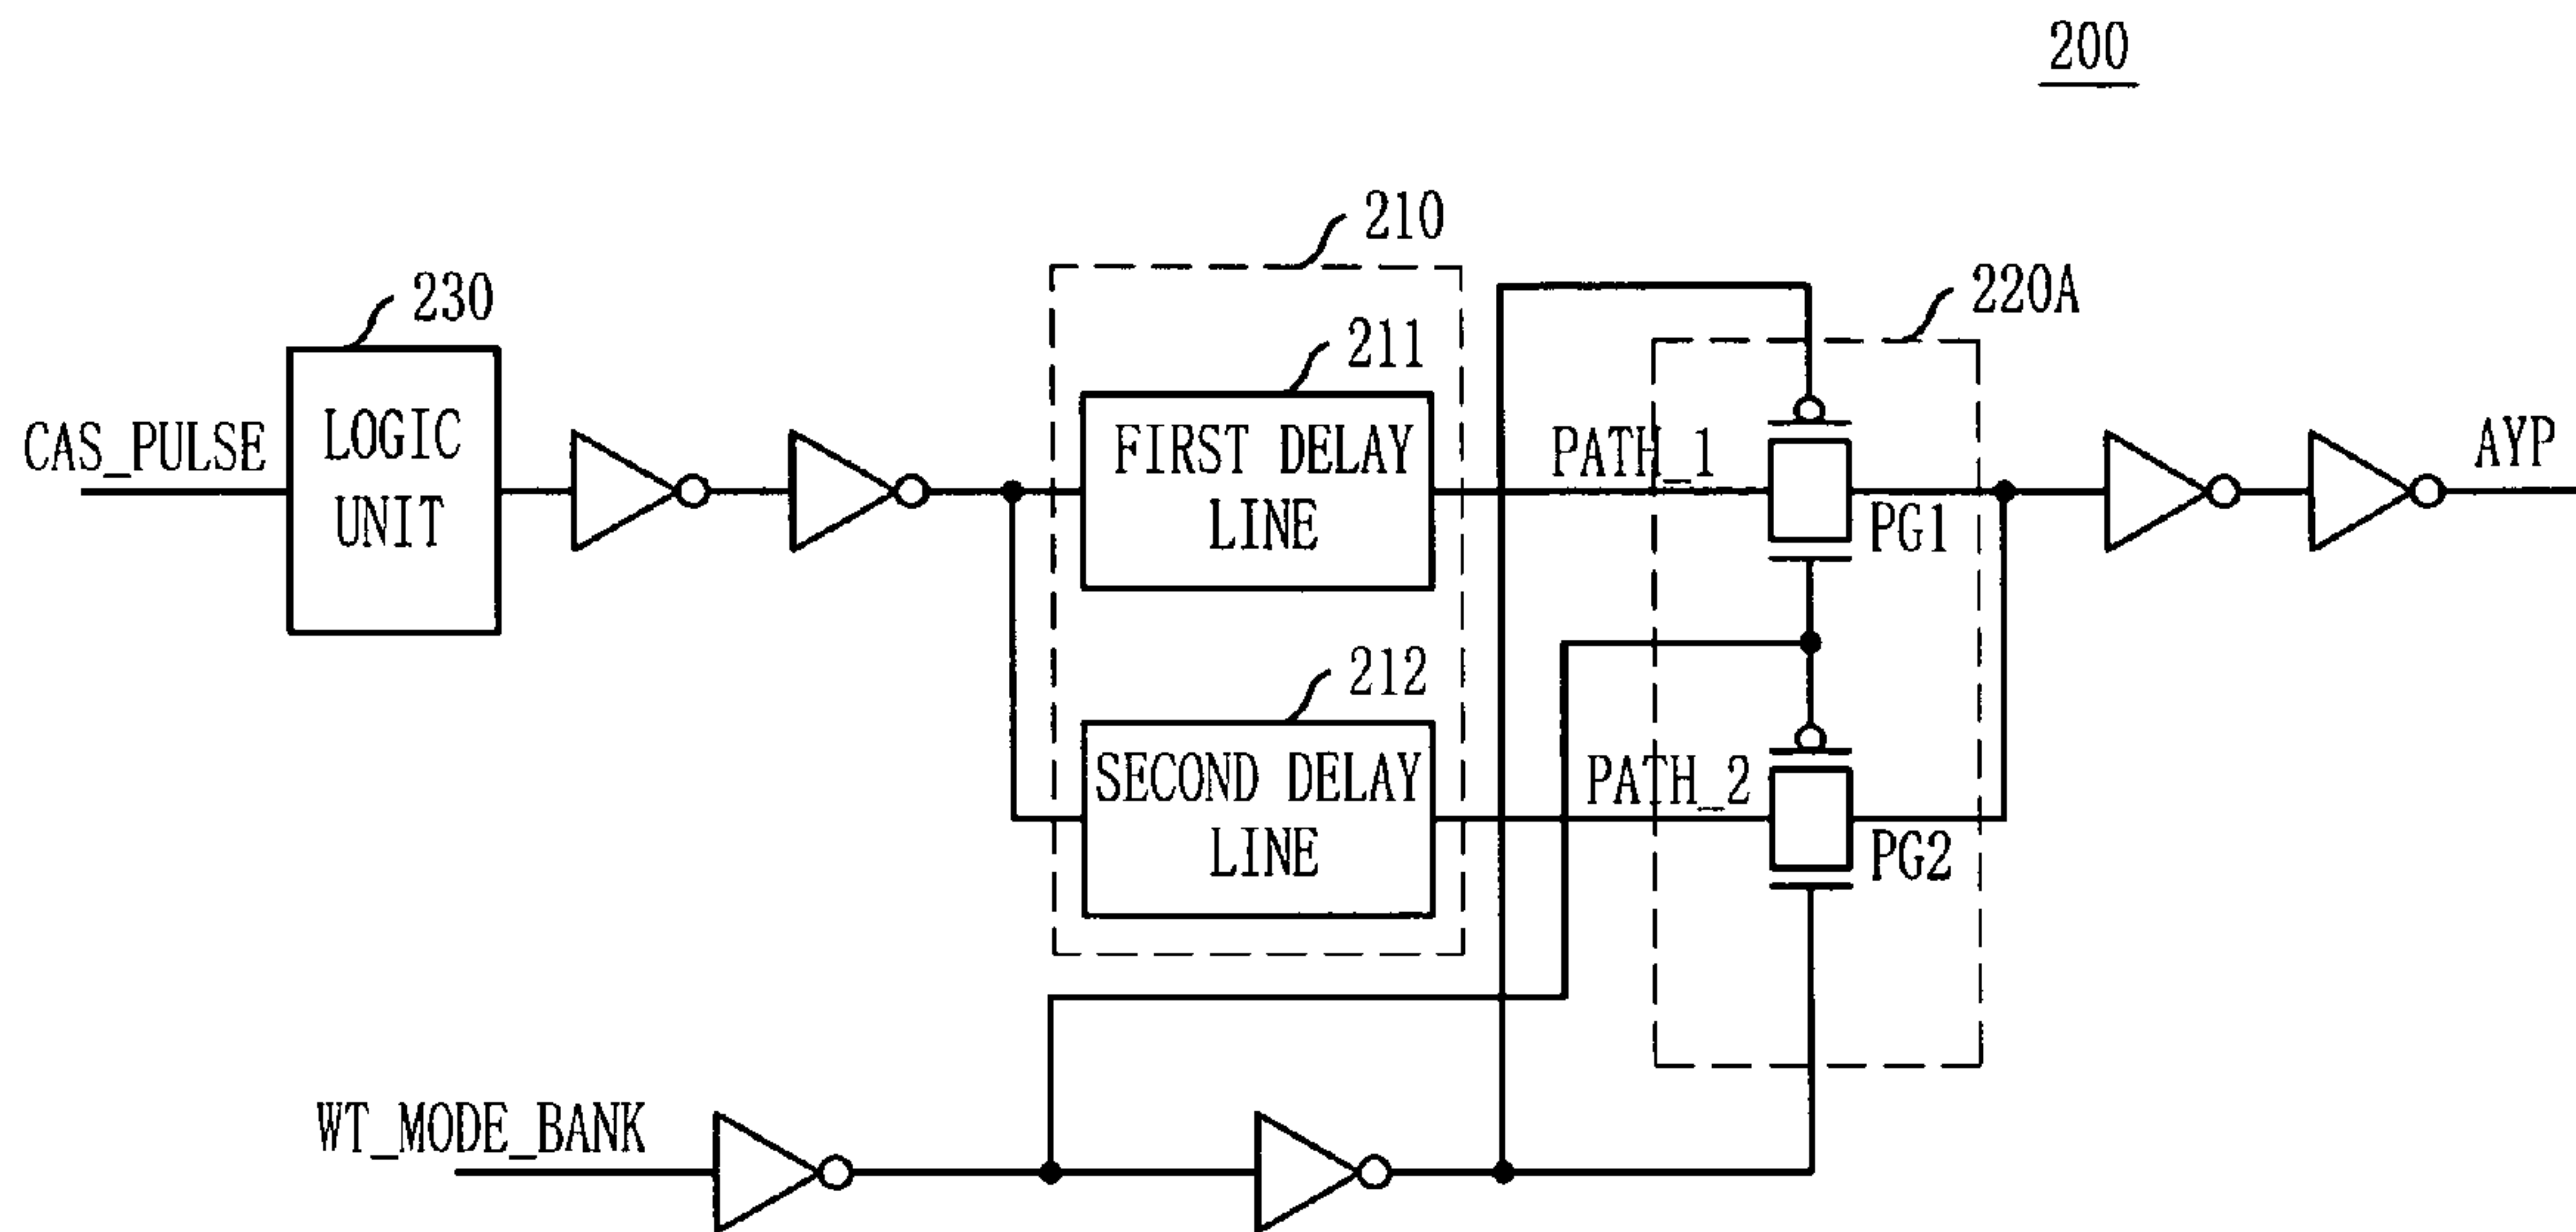 200
210
230
220A
211
CAS_PULSE
LOGIC
UNIT
FIRST DELAY
LINE
PATH_1
PG1
AYP
212
SECOND DELAY
LINE
PATH_2
PG2
WT_MODE_BANK